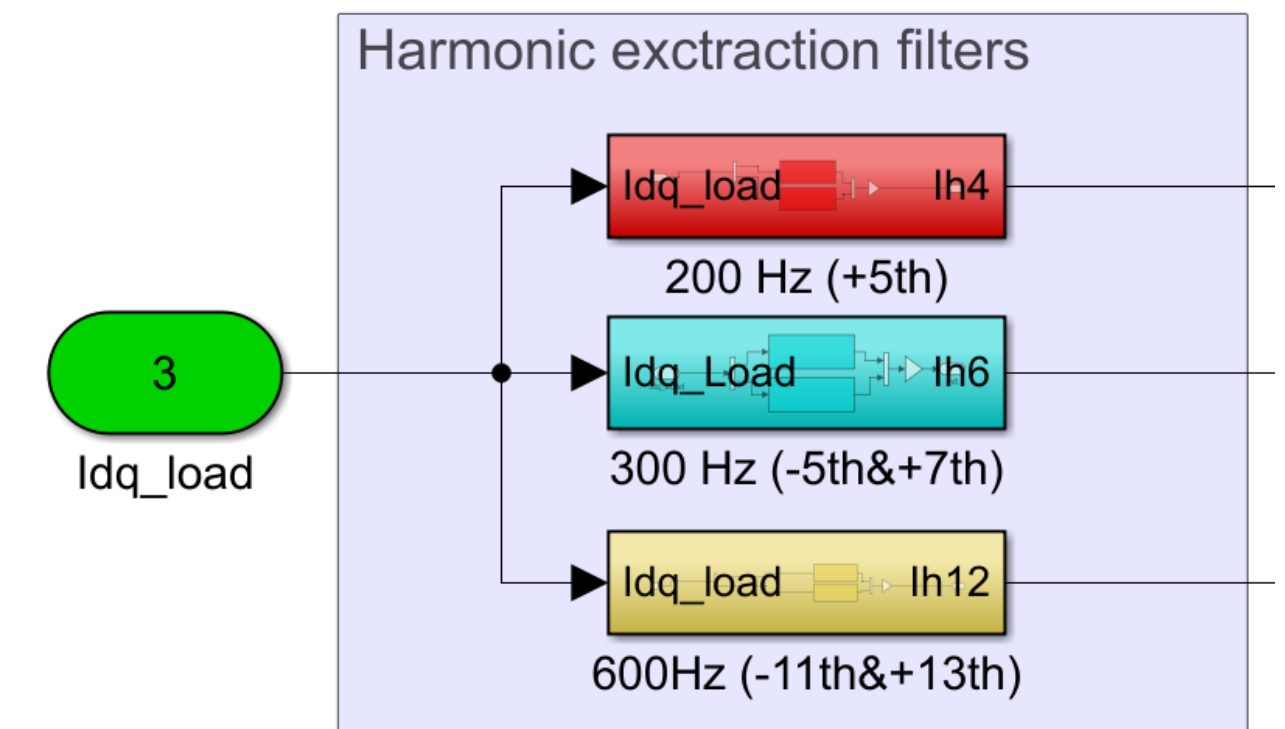 Harmonic exctraction filters
Idq_load Ih4
200 Hz (+5th)
3
Idq_load
Idq_Load Ih6
300 Hz (-5th&+7th)
Idq_load Ih12
600Hz (-11th&+13th)